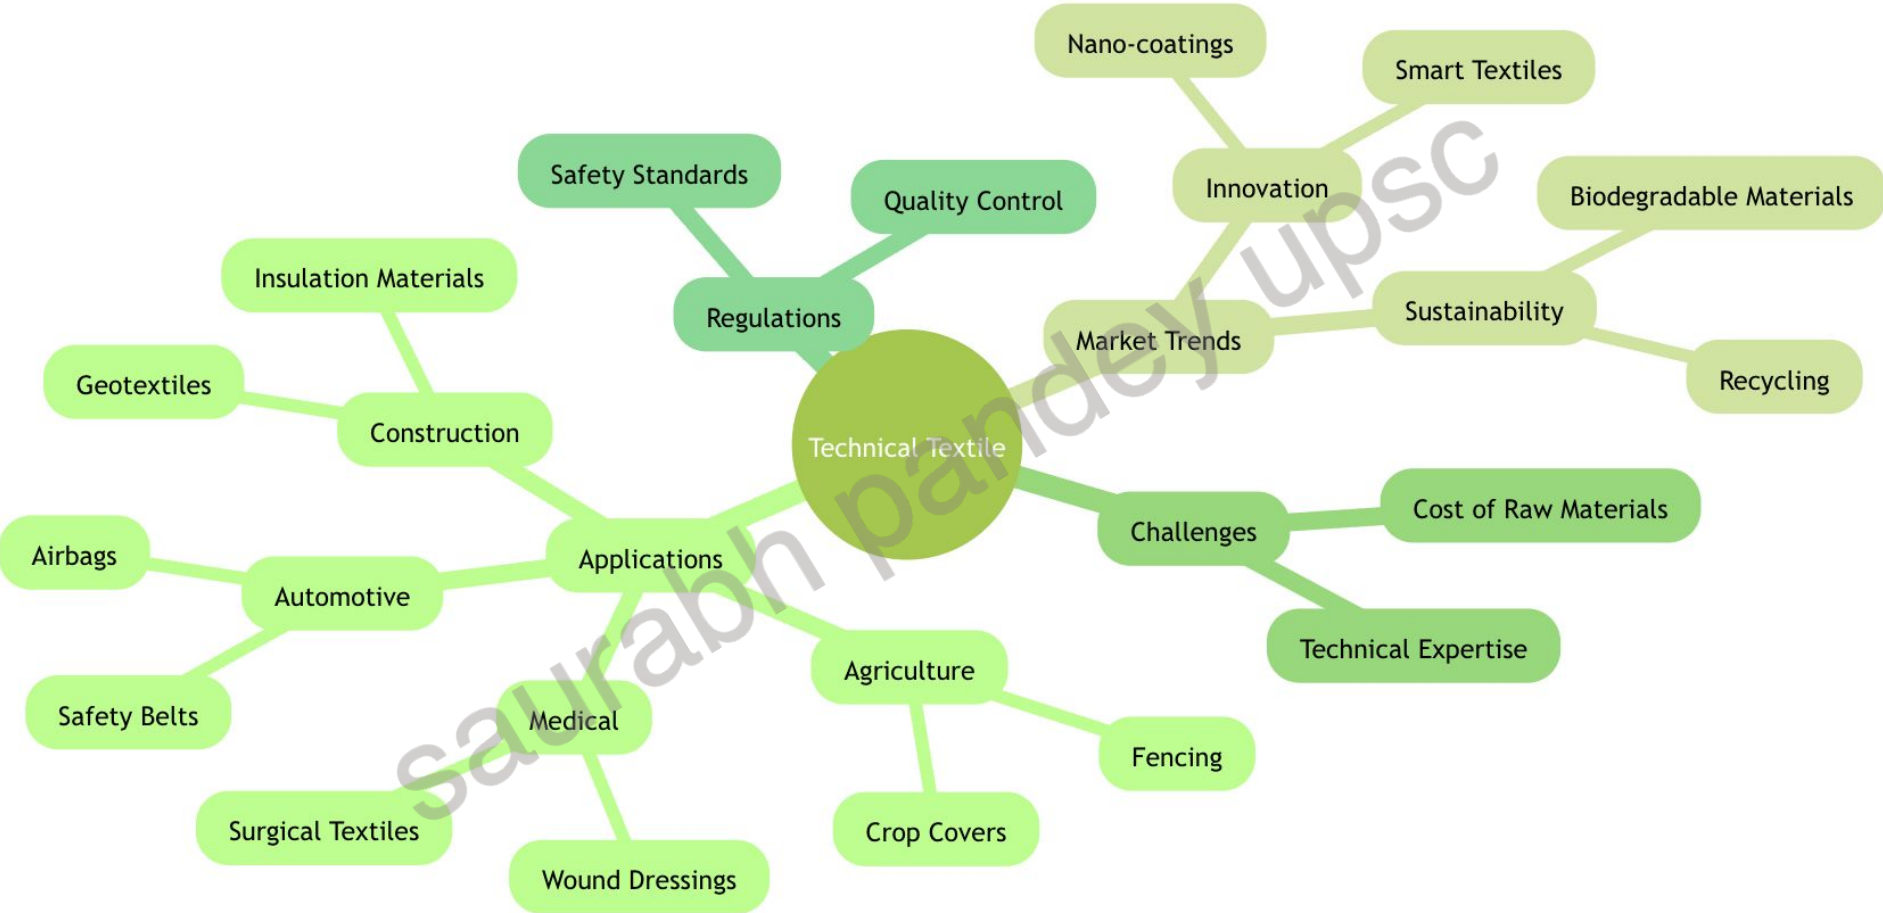 Nano-coatings
Smart Textiles
Safety Standards
Quality Control
Innovation
Biodegradable Materials
Insulation Materials
Regulations
Market Trends
Sustainability
Recycling
Geotextiles
Construction
Technical Textile
Challenges
Cost of Raw Materials
Technical Expertise
Airbags
Automotive
Applications
Safety Belts
Medical
Agriculture
Fencing
Surgical Textiles
Wound Dressings
Crop Covers
saurabh pandey upsc